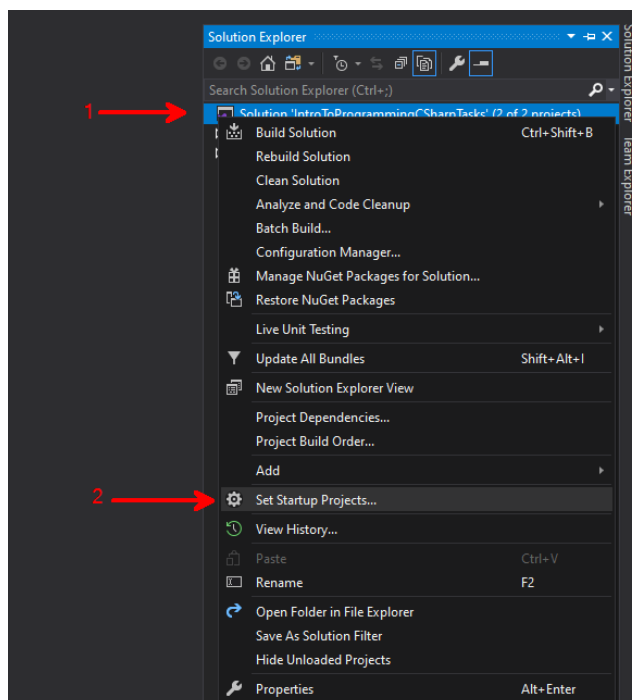 Solution Explorer
Search Solution Explorer (Ctrl+;)
1
Solution 'IntroToProgrammingCSharpTasks' (2 of 2 projects)
Build Solution Ctrl+Shift+B
Rebuild Solution
Clean Solution
Analyze and Code Cleanup
Batch Build...
Configuration Manager...
Manage NuGet Packages for Solution...
Restore NuGet Packages
Live Unit Testing
Update All Bundles Shift+Alt+I
New Solution Explorer View
Project Dependencies...
Project Build Order...
Add
2
Set Startup Projects...
View History...
Paste Ctrl+V
Rename F2
Open Folder in File Explorer
Save As Solution Filter
Hide Unloaded Projects
Properties Alt+Enter
Solution Explorer
Team Explorer